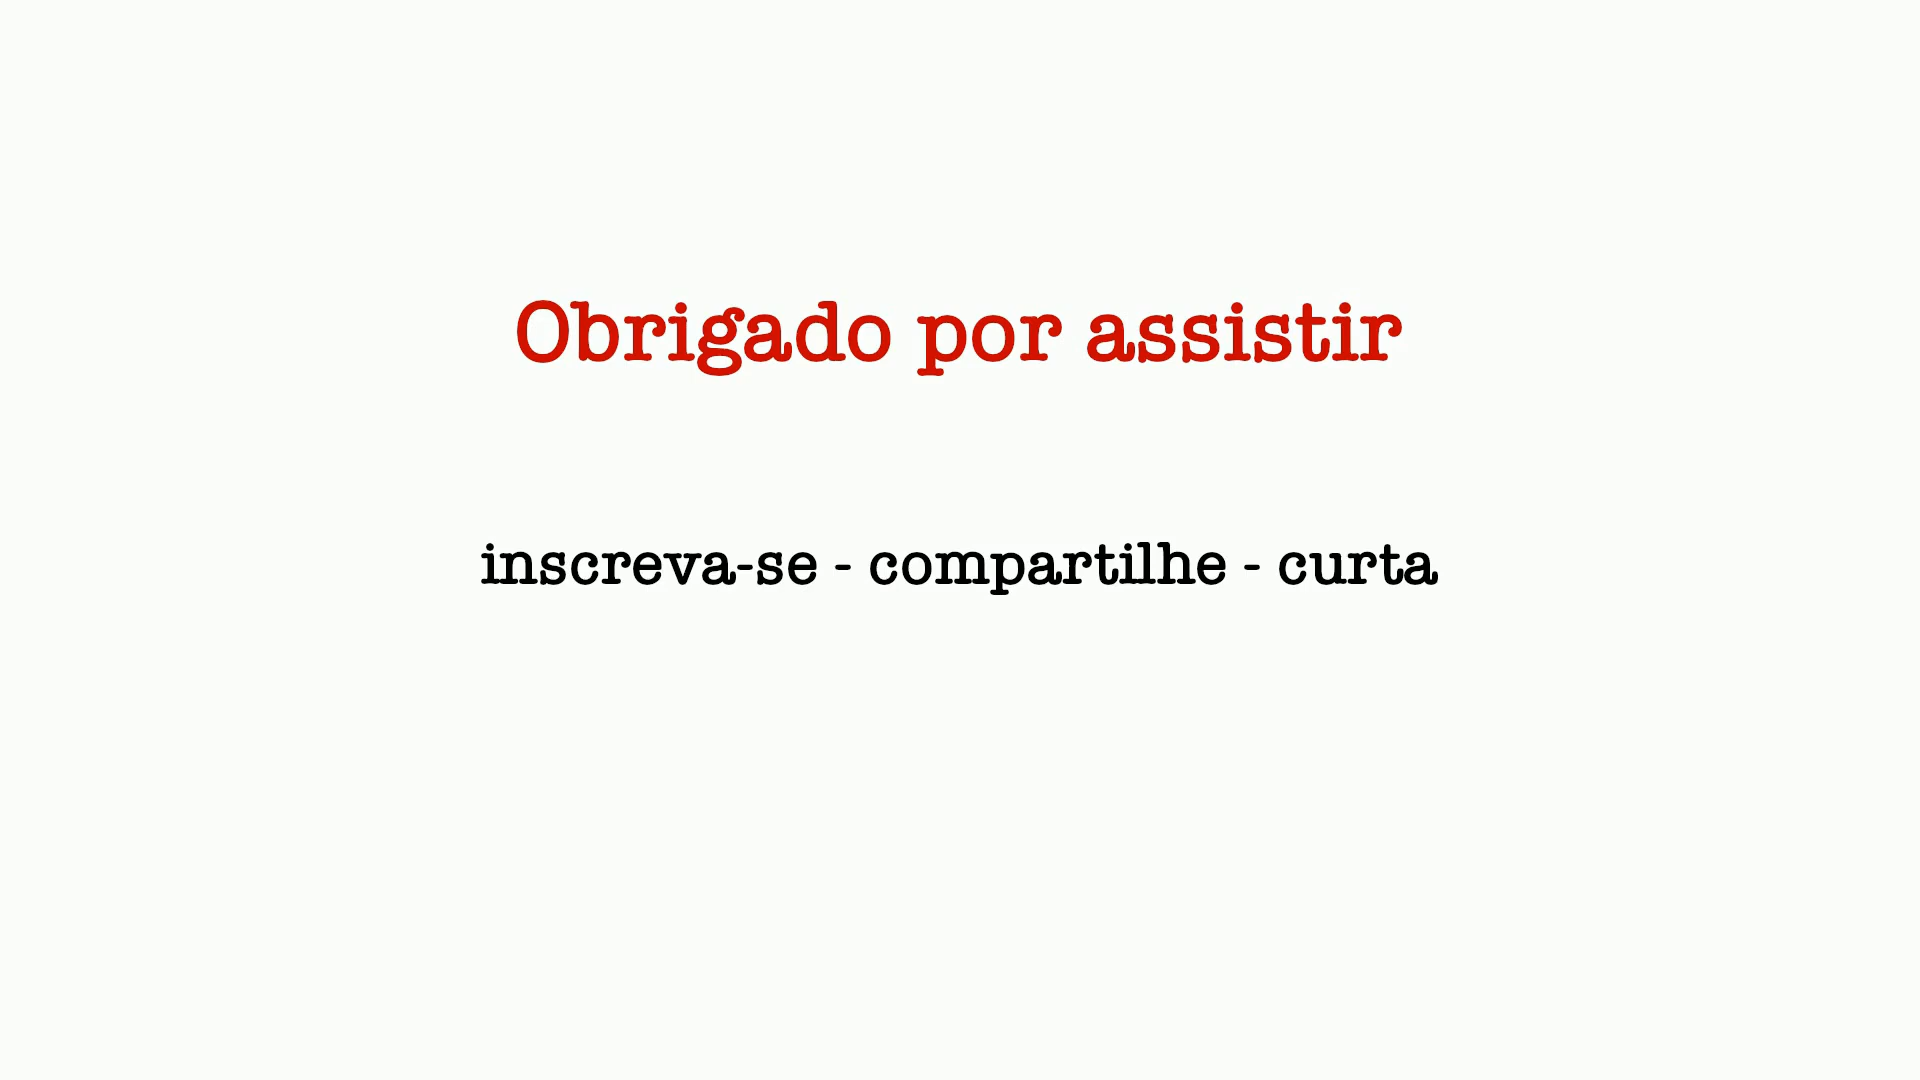 Obrigado por assistir
inscreva-se - compartilhe - curta